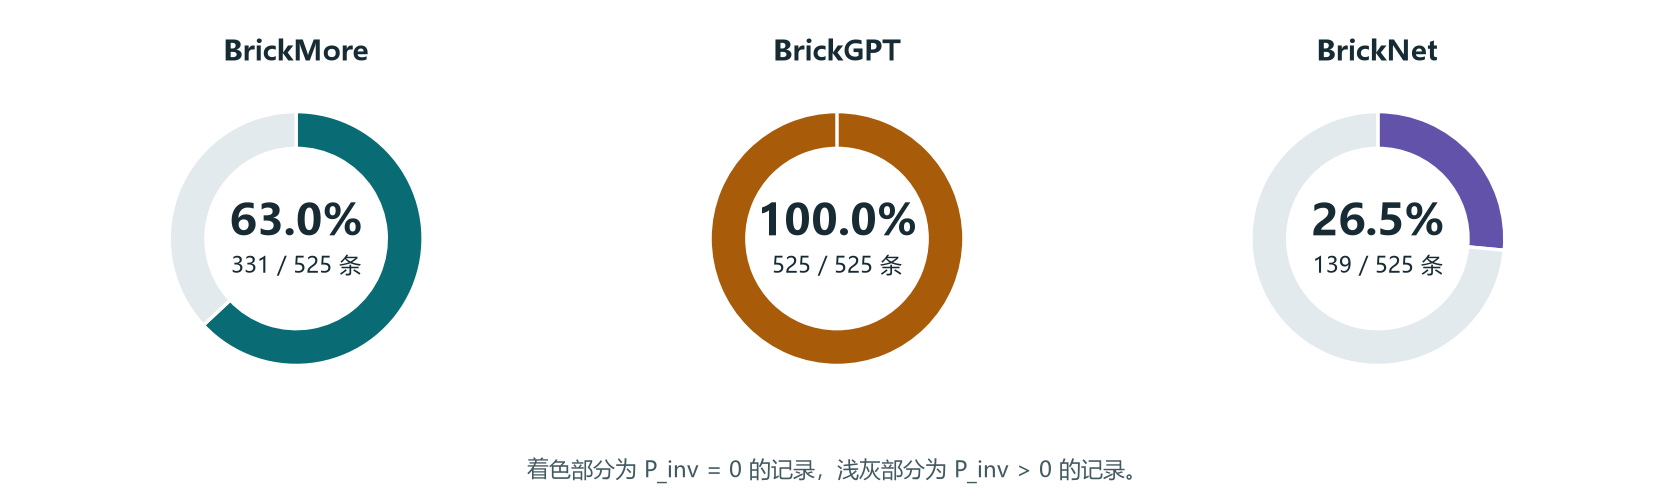 BrickMore
BrickGPT
BrickNet
63.0%
331 / 525 条
100.0%
525 / 525 条
26.5%
139 / 525 条
着色部分为 P_inv = 0 的记录，浅灰部分为 P_inv > 0 的记录。